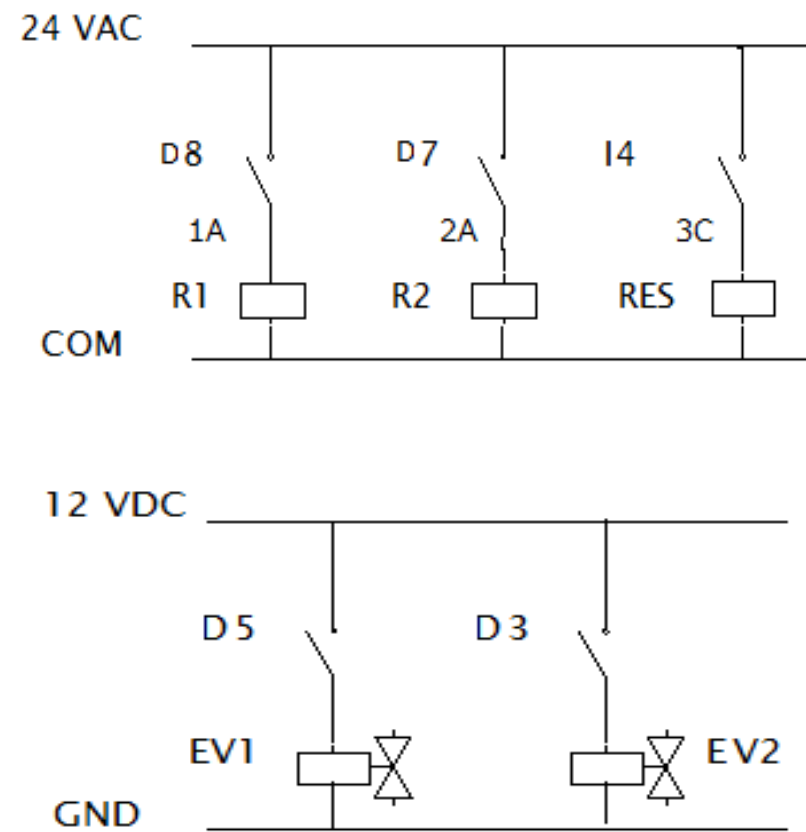 24 VAC
D8 D7 I4
1A 2A 3C
R1 R2 RES
COM
12 VDC
D5 D3
EV1 EV2
GND